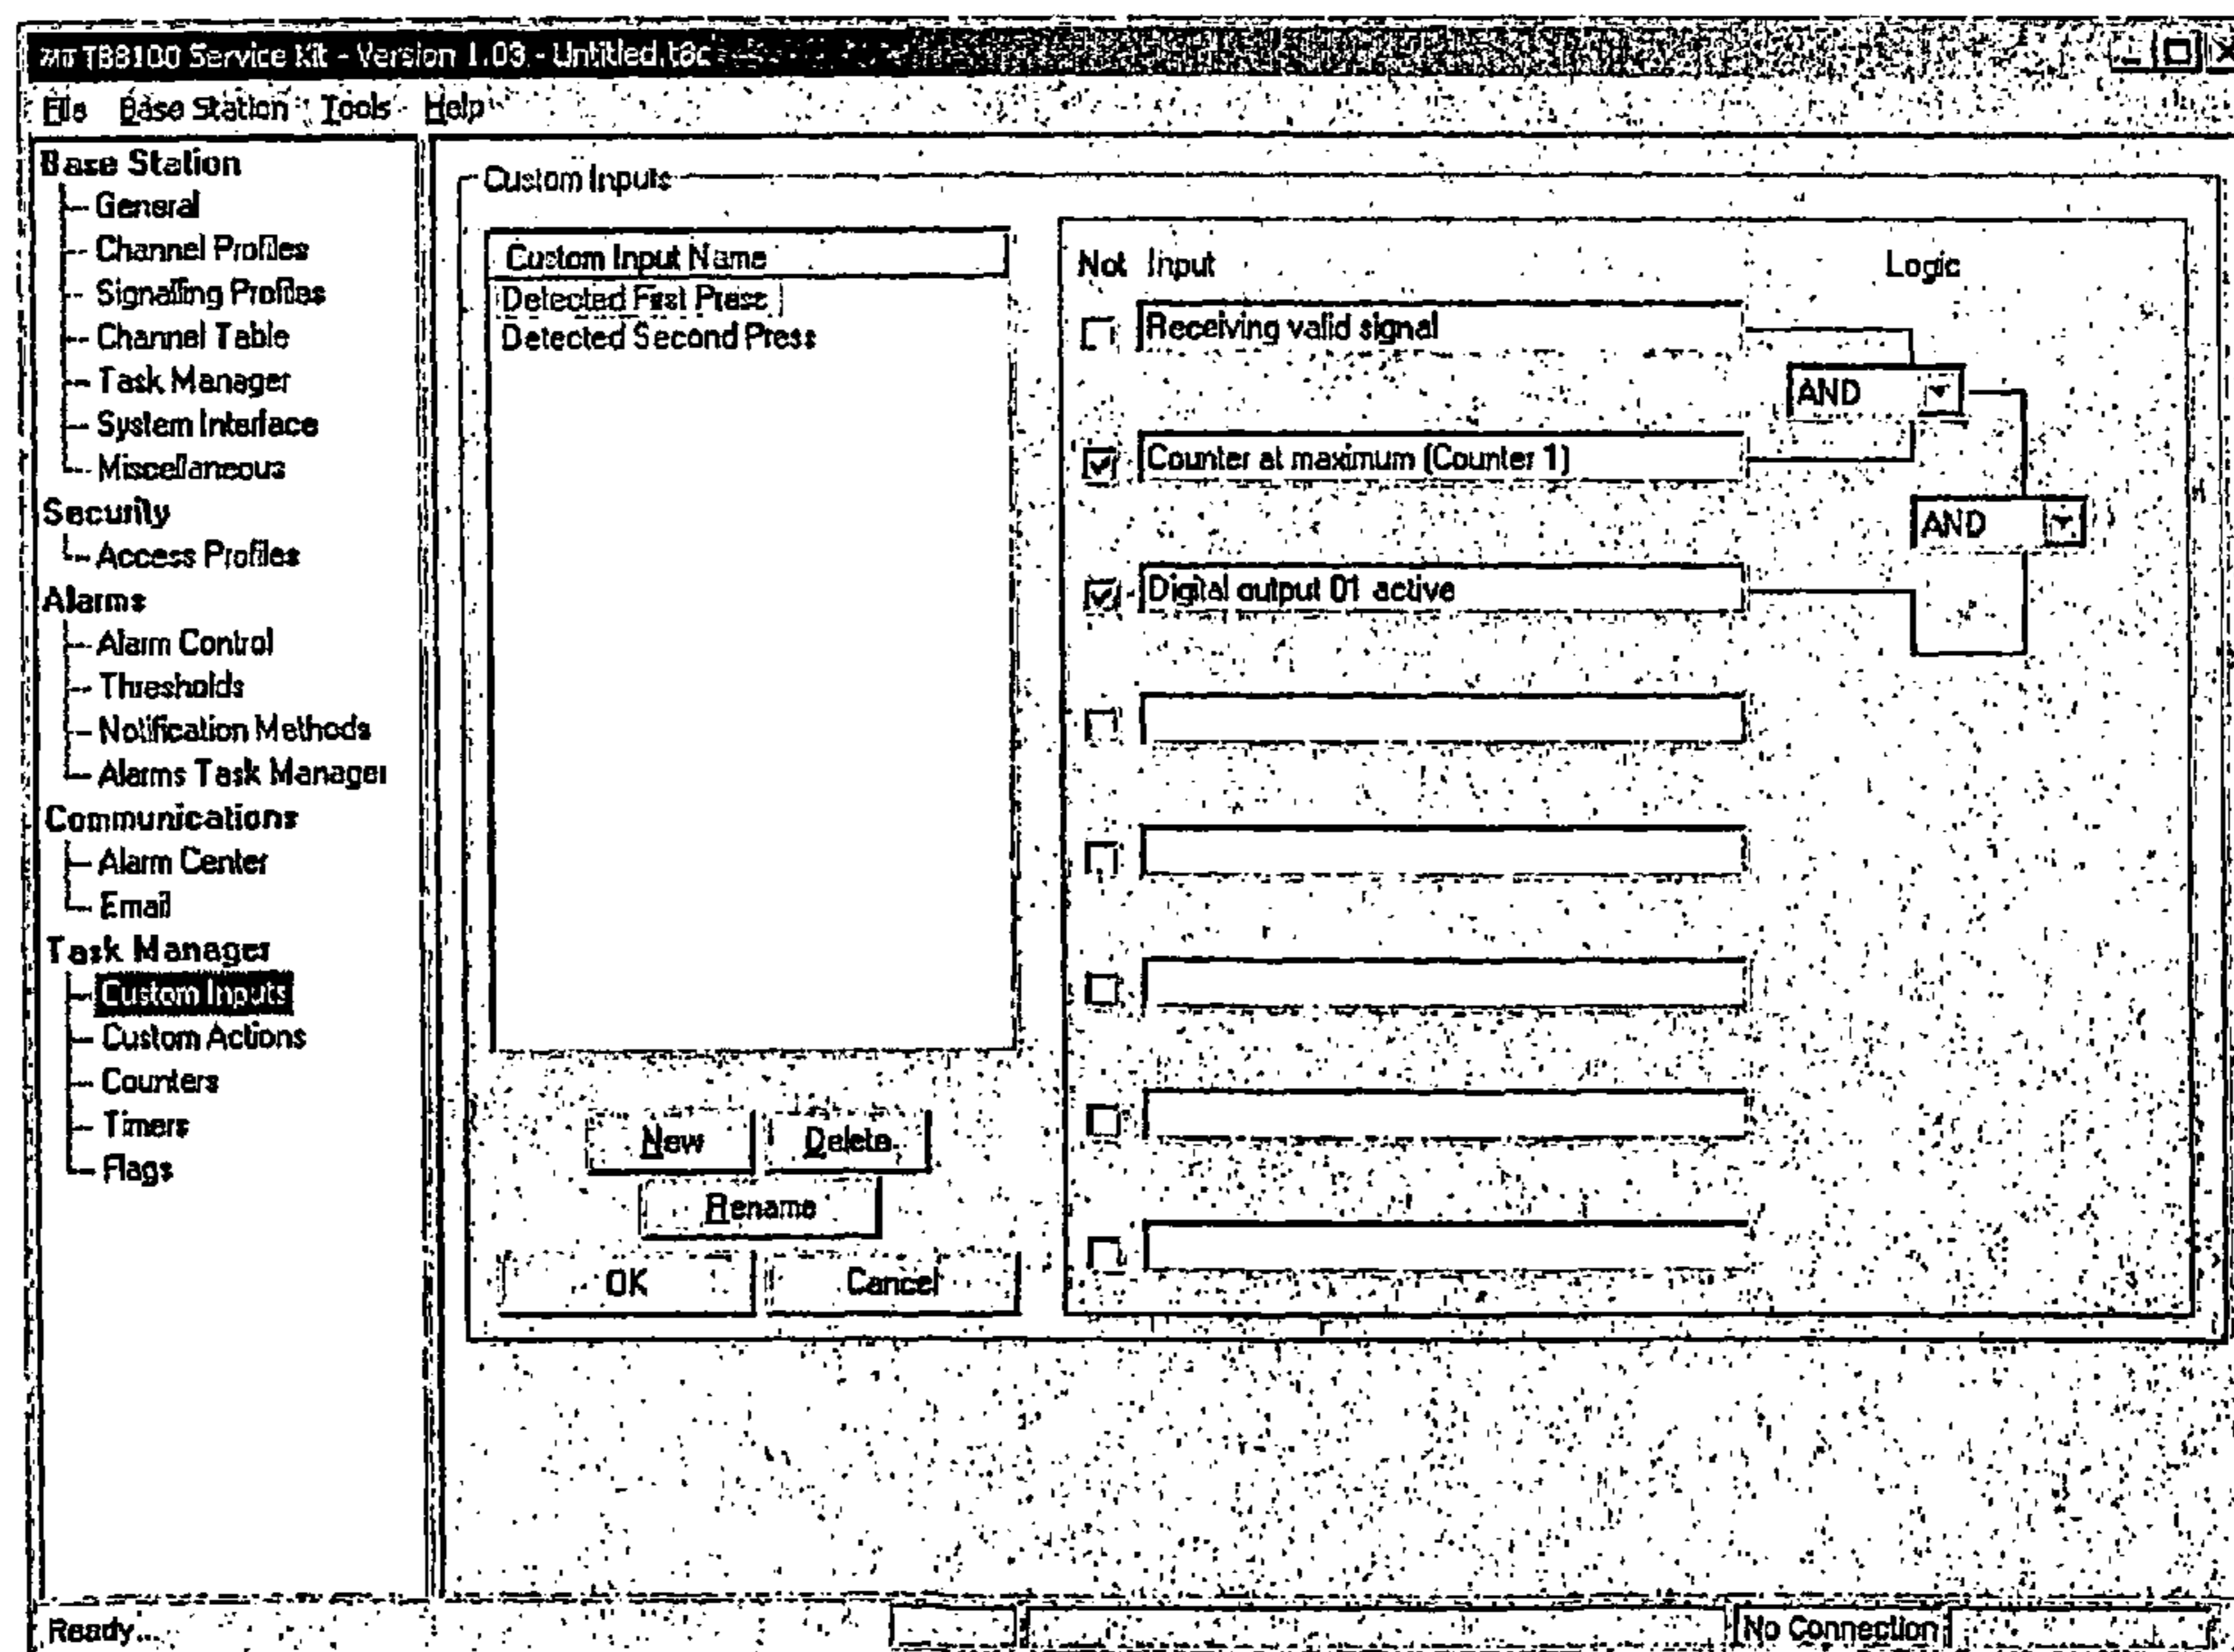 TB8100 Service Kit - Version 1.03 - Untitled.t8c
File Base Station Tools Help
Base Station
General
Channel Profiles
Signalling Profiles
Channel Table
Task Manager
System Interface
Miscellaneous
Security
Access Profiles
Alarms
Alarm Control
Thresholds
Notification Methods
Alarms Task Manager
Communications
Alarm Center
Email
Task Manager
Custom Inputs
Custom Actions
Counters
Timers
Flags
Custom Inputs
Custom Input Name
Detected First Press
Detected Second Press
New Delete
Rename
OK Cancel
Not Input Logic
Receiving valid signal
AND
Counter at maximum (Counter 1)
AND
Digital output 01 active
Ready... No Connection